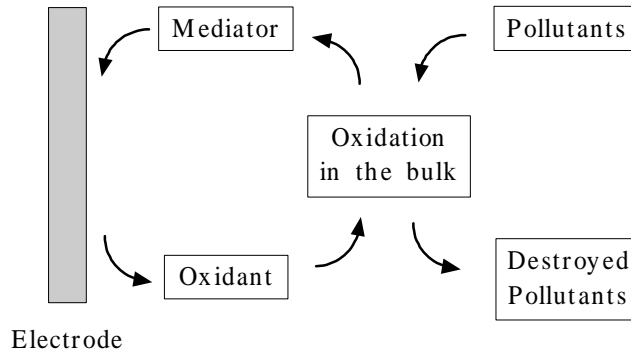 Mediator
Pollutants
Oxidation
in the bulk
Oxidant
Destroyed
Pollutants
Electrode